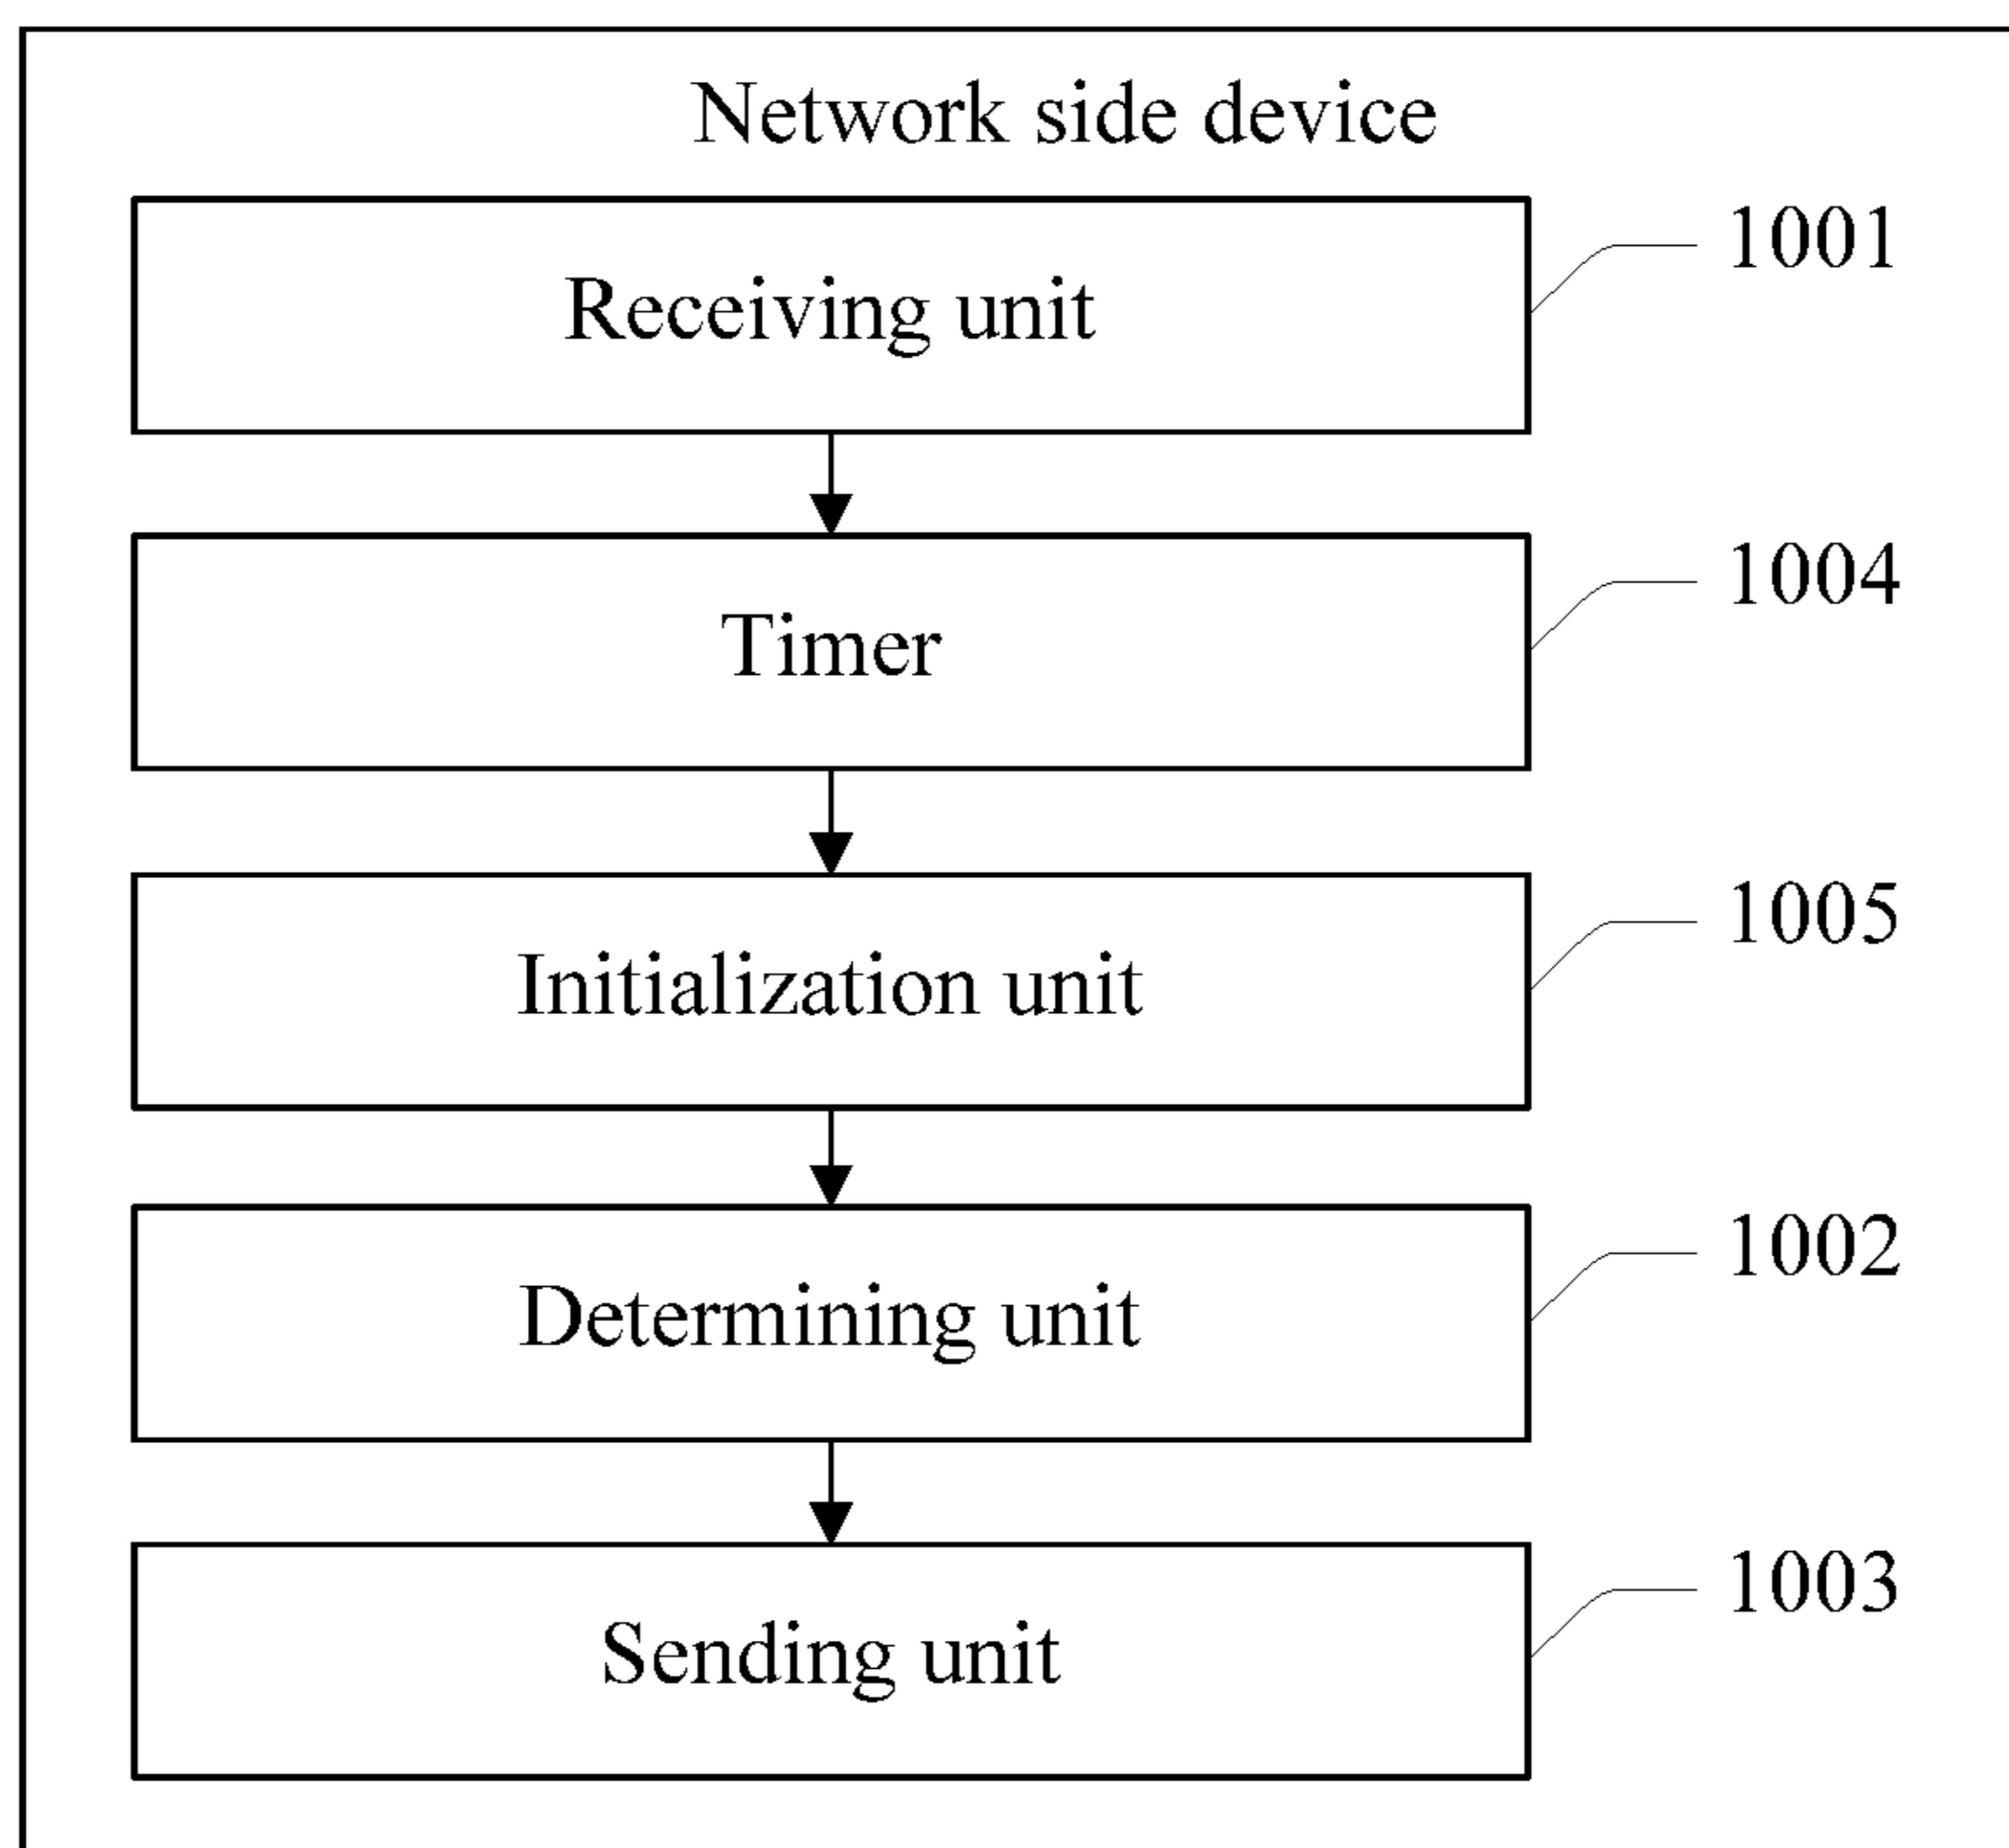 Network side device
Receiving unit
1001
Timer
1004
Initialization unit
1005
Determining unit
1002
Sending unit
1003